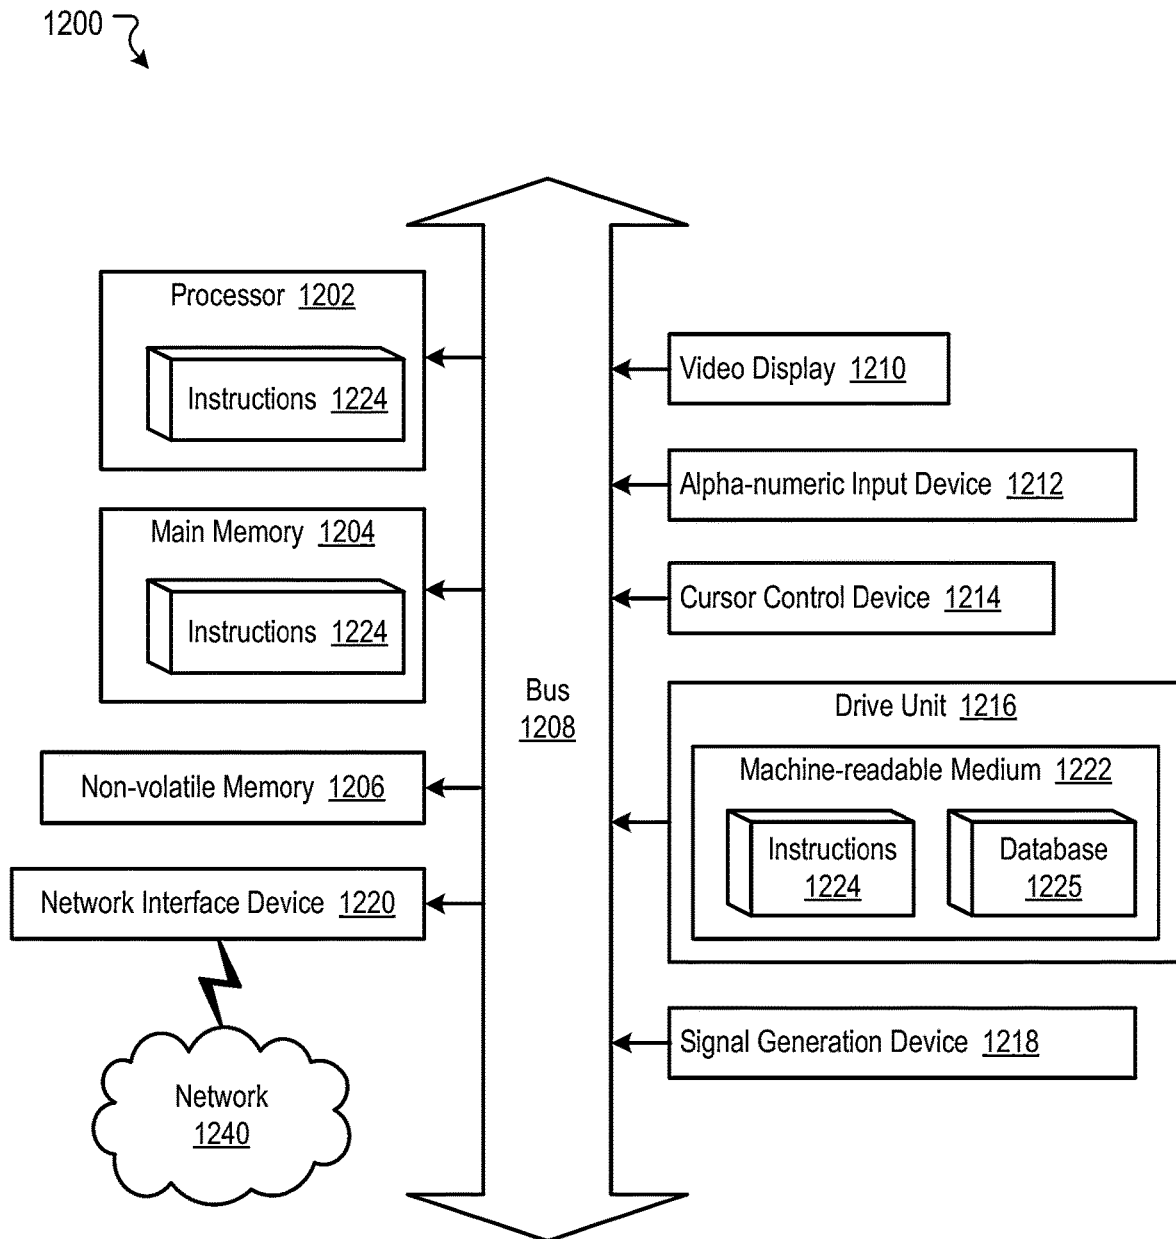 1200
Processor 1202
Instructions 1224
Main Memory 1204
Instructions 1224
Non-volatile Memory 1206
Network Interface Device 1220
Network
1240
Bus
1208
Video Display 1210
Alpha-numeric Input Device 1212
Cursor Control Device 1214
Drive Unit 1216
Machine-readable Medium 1222
Instructions
1224
Database
1225
Signal Generation Device 1218